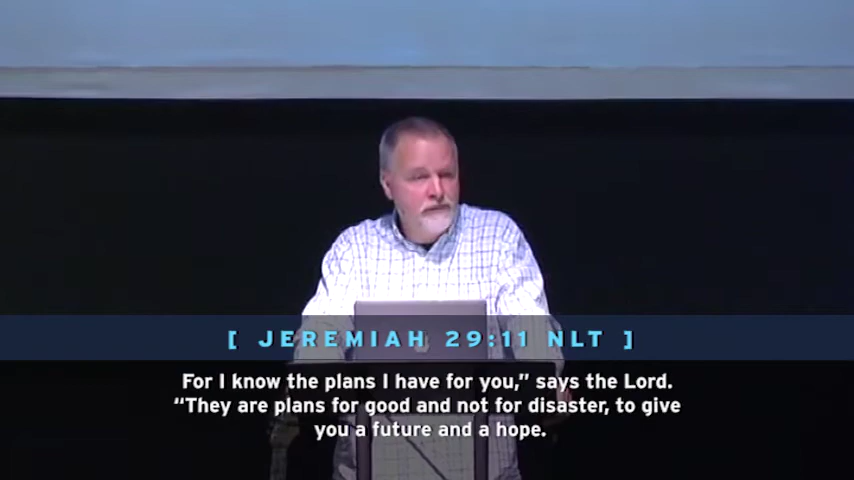 [ JEREMIAH 29:11 NLT ]
For I know the plans I have for you,” says the Lord.
“They are plans for good and not for disaster, to give
you a future and a hope.